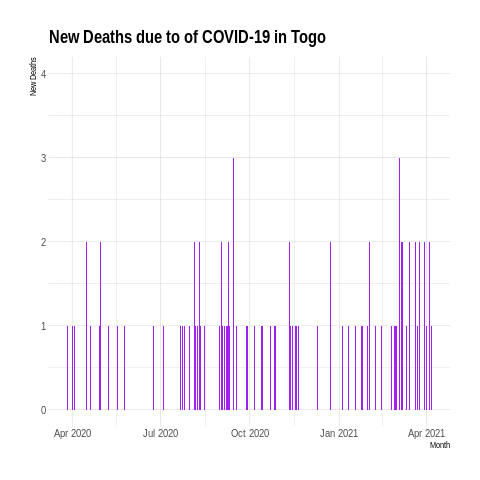 New Deaths due to of COVID-19 in Togo
New Deaths
4
3
2
1
0
Apr 2020 Jul 2020 Oct 2020 Jan 2021 Apr 2021
Month